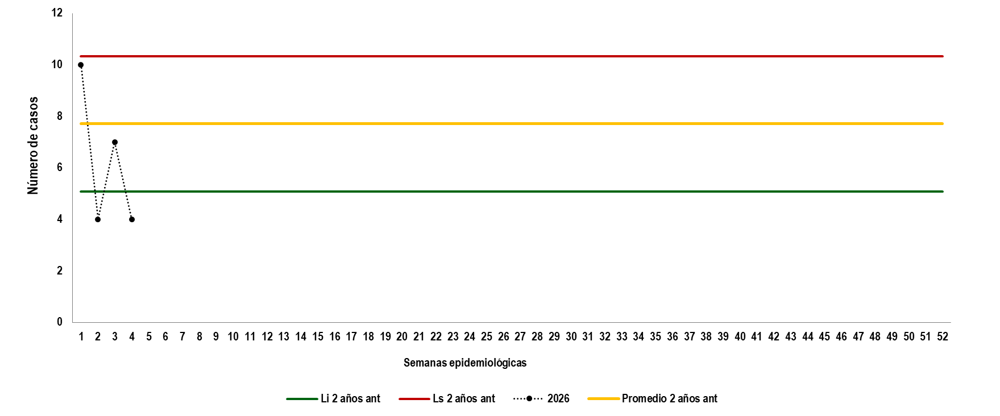 12
10
8
6
4
2
0
Número de casos
1 2 3 4 5 6 7 8 9 10 11 12 13 14 15 16 17 18 19 20 21 22 23 24 25 26 27 28 29 30 31 32 33 34 35 36 37 38 39 40 41 42 43 44 45 46 47 48 49 50 51 52
Semanas epidemiológicas
Li 2 años ant Ls 2 años ant 2026 Promedio 2 años ant